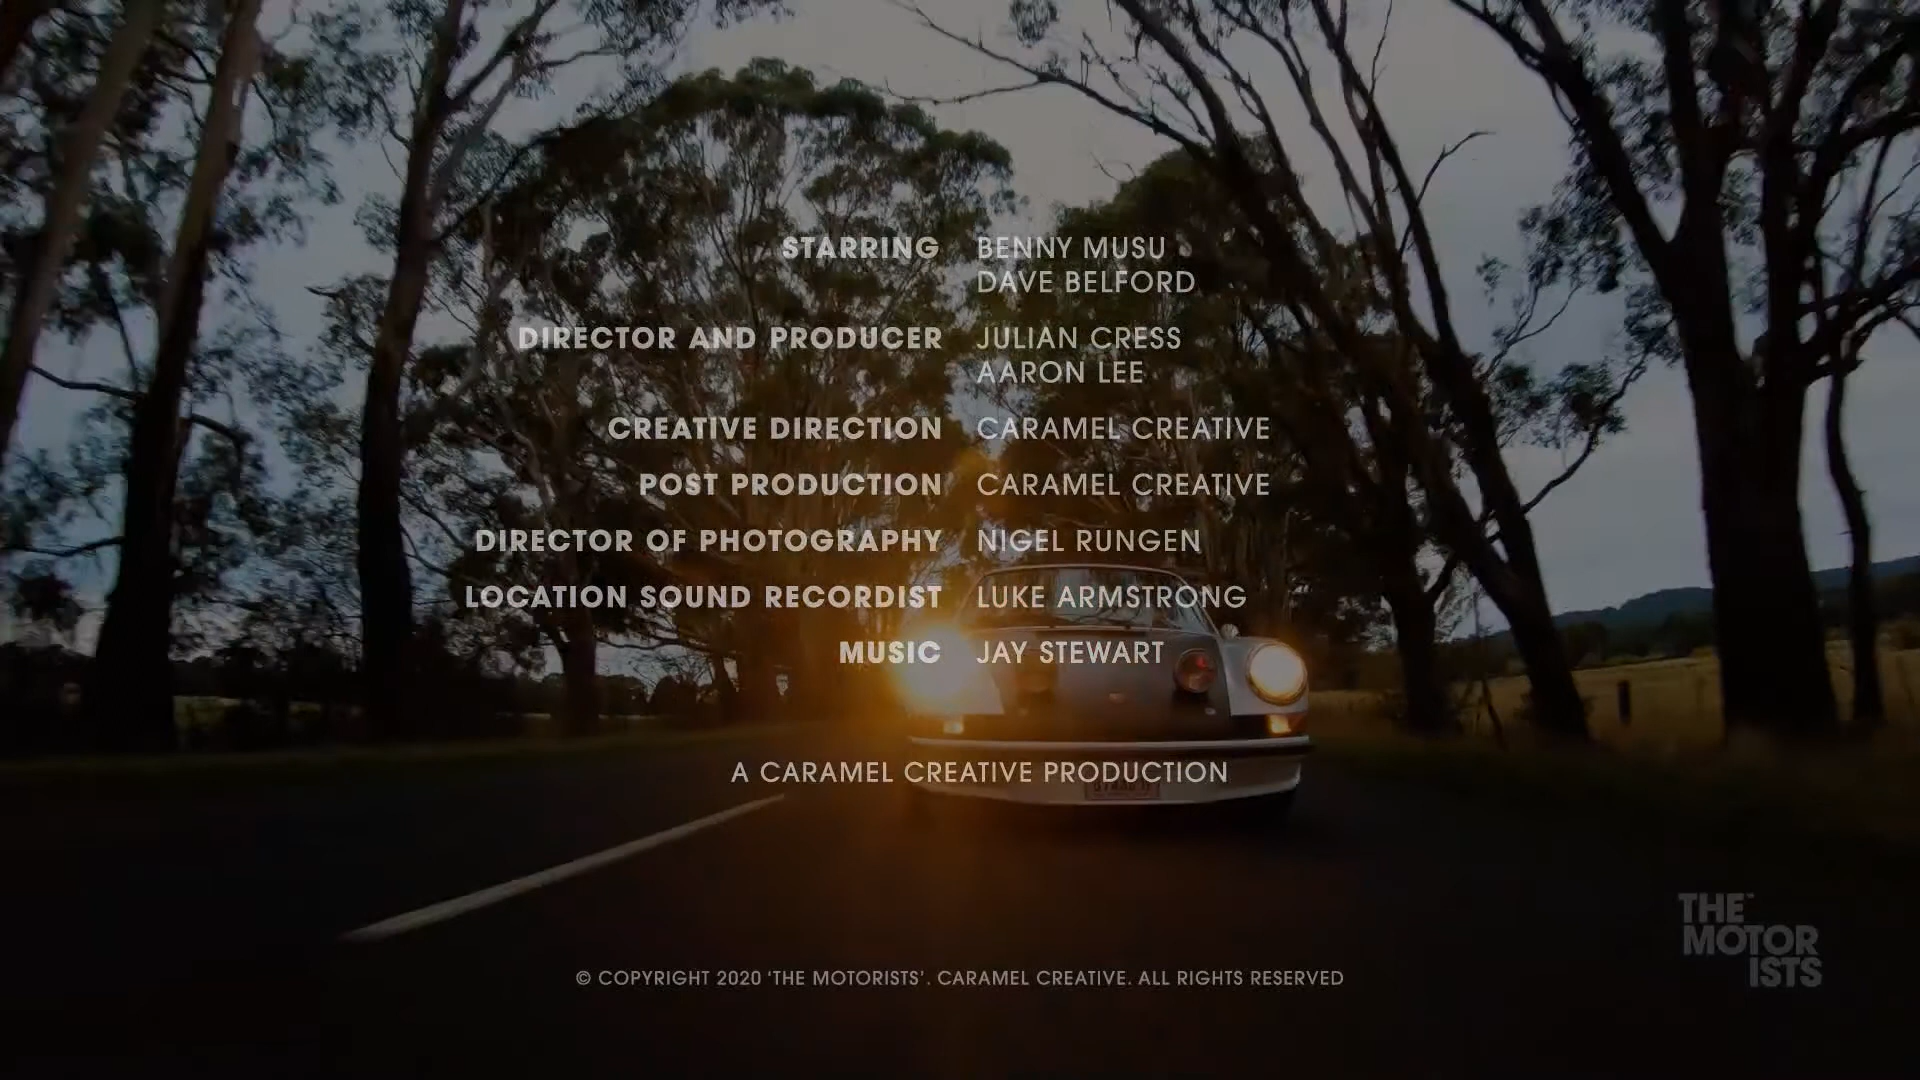 STARRING BENNY MUSU
DAVE BELFORD
DIRECTOR AND PRODUCER JULIAN CRESS
AARON LEE
CREATIVE DIRECTION CARAMEL CREATIVE
POST PRODUCTION CARAMEL CREATIVE
DIRECTOR OF PHOTOGRAPHY NIGEL RUNGEN
LOCATION SOUND RECORDIST LUKE ARMSTRONG
MUSIC JAY STEWART
A CARAMEL CREATIVE PRODUCTION
THE
MOTOR
ISTS
© COPYRIGHT 2020 ‘THE MOTORISTS’. CARAMEL CREATIVE. ALL RIGHTS RESERVED